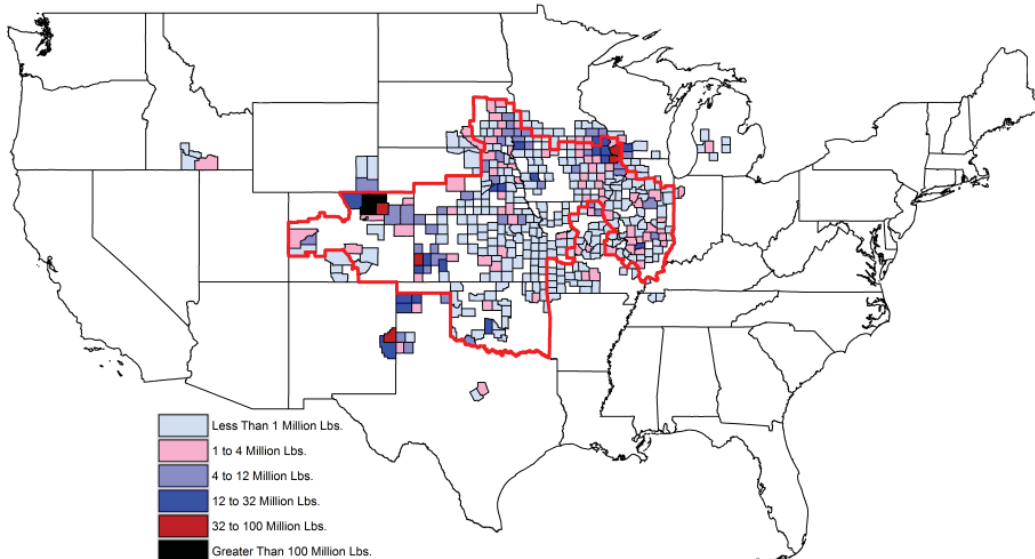 Less Than 1 Million Lbs.
1 to 4 Million Lbs.
4 to 12 Million Lbs.
12 to 32 Million Lbs.
32 to 100 Million Lbs.
Greater Than 100 Million Lbs.